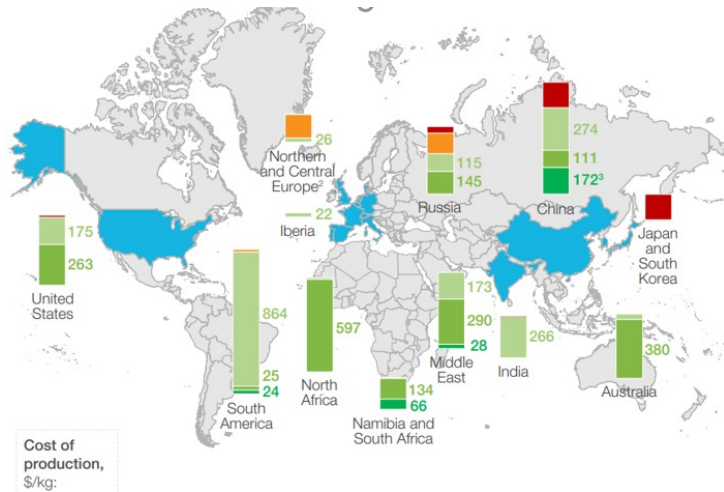 26
Northern
and Central
Europe²
22
Iberia
175
263
United
States
864
25
24
South
America
597
North
Africa
134
66
Namibia and
South Africa
115
145
Russia
173
290
28
Middle
East
266
India
274
111
172³
China
Japan
and
South
Korea
380
Australia
Cost of
production,
$/kg: